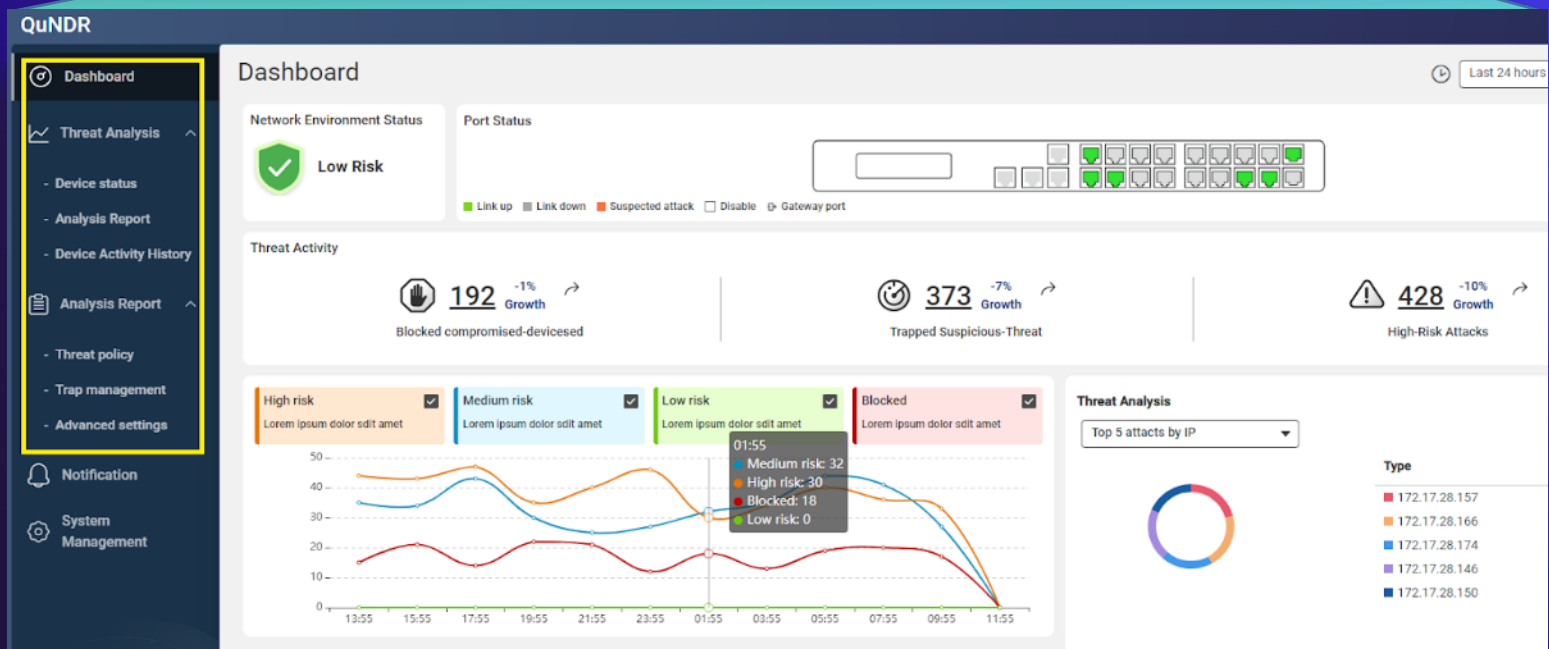 QuNDR
Dashboard
Threat Analysis
- Device status
- Analysis Report
- Device Activity History
Analysis Report
- Threat policy
- Trap management
- Advanced settings
Notification
System
Management
Dashboard
Last 24 hours
Network Environment Status
Low Risk
Port Status
Link up Link down Suspected attack Disable Gateway port
Threat Activity
192 -1% Growth
Blocked compromised-devicesed
373 -7% Growth
Trapped Suspicious-Threat
428 -10% Growth
High-Risk Attacks
High risk
Lorem ipsum dolor sdit amet
Medium risk
Lorem ipsum dolor sdit amet
Low risk
Lorem ipsum dolor sdit amet
Blocked
Lorem ipsum dolor sdit amet
01:55
Medium risk: 32
High risk: 30
Blocked: 18
Low risk: 0
50
40
30
20
10
0
13:55 15:55 17:55 19:55 21:55 23:55 01:55 03:55 05:55 07:55 09:55 11:55
Threat Analysis
Top 5 attacts by IP
Type
172.17.28.157
172.17.28.166
172.17.28.174
172.17.28.146
172.17.28.150